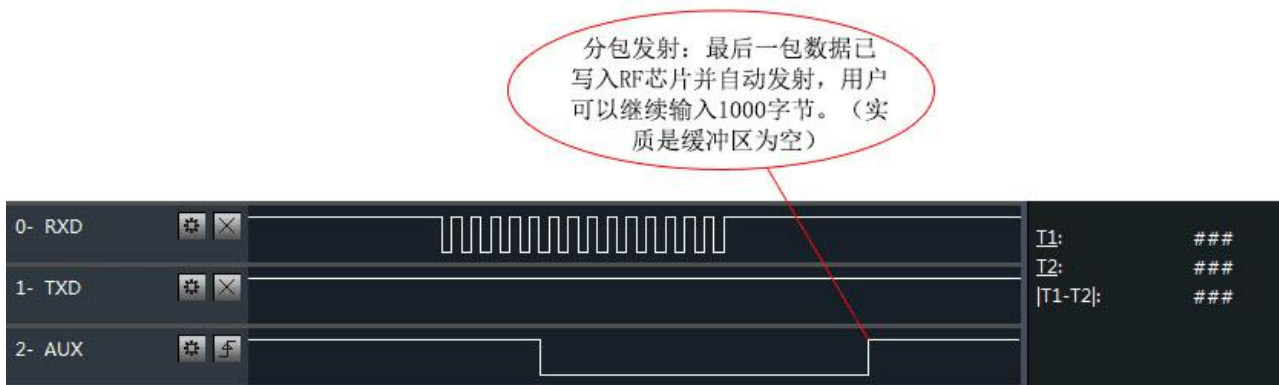 分包发射：最后一包数据已
写入RF芯片并自动发射，用户
可以继续输入1000字节。（实
质是缓冲区为空）
0- RXD
T1: ###
1- TXD
T2: ###
|T1-T2|: ###
2- AUX